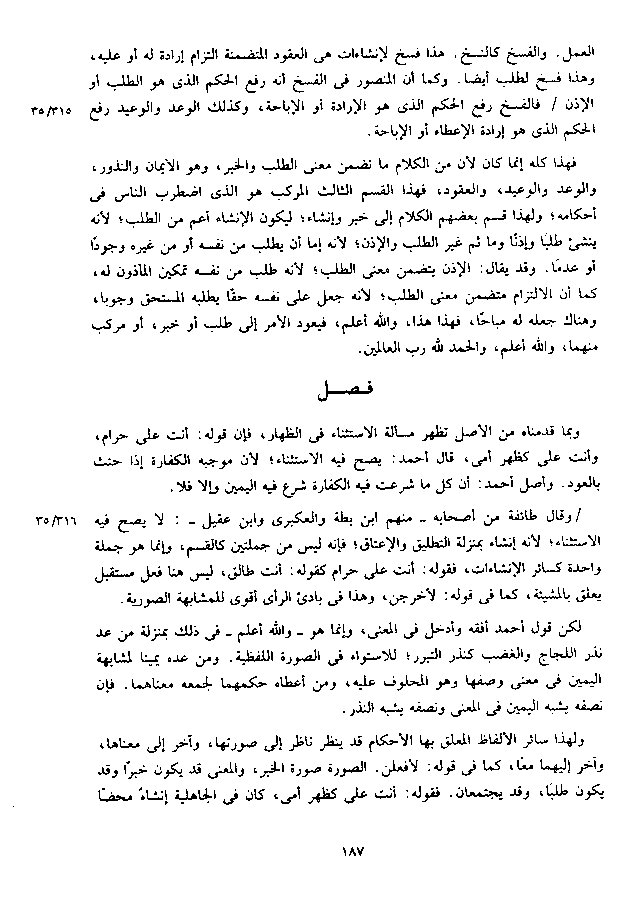 العمل. والفسخ كالنسخ. هذا فسخ لإنشاءات هى العقود المتضمنة التزام إرادة له أو عليه،
وهذا فسخ لطلب أيضا. وكما أن المنصور فى الفسخ أنه رفع الحكم الذى هو الطلب أو
٣٥/٣١٥ الإذن / فالفسخ رفع الحكم الذى هو الإرادة أو الإباحة، وكذلك الوعد والوعيد رفع
الحكم الذى هو إرادة الإعطاء أو الإباحة.
فهذا كله إنما كان لأن من الكلام ما تضمن معنى الطلب والخبر، وهو الأيمان والنذور،
والوعد والوعيد، والعقود، فهذا القسم الثالث المركب هو الذى اضطرب الناس فى
أحكامه؛ ولهذا قسم بعضهم الكلام إلى خبر وإنشاء؛ ليكون الإنشاء أعم من الطلب؛ لأنه
ينشئ طلبًا وإذنًا وما ثم غير الطلب والإذن؛ لأنه إما أن يطلب من نفسه أو من غيره وجودًا
أو عدمًا. وقد يقال: الإذن يتضمن معنى الطلب؛ لأنه طلب من نفسه تمكين المأذون له،
كما أن الالتزام متضمن معنى الطلب؛ لأنه جعل على نفسه حقًا يطلبه المستحق وجوبا،
وهناك جعله له مباحًا، فهذا هذا، والله أعلم، فيعود الأمر إلى طلب أو خبر، أو مركب
منهما، والله أعلم، والحمد لله رب العالمين.
فــصــل
وبما قدمناه من الأصل تظهر مسألة الاستثناء فى الظهار، فإن قوله: أنت على حرام،
وأنت على كظهر أمى، قال أحمد: يصح فيه الاستثناء؛ لأن موجبه الكفارة إذا حنث
بالعود. وأصل أحمد: أن كل ما شرعت فيه الكفارة شرع فيه اليمين وإلا فلا.
٣٥/٣١٦ / وقال طائفة من أصحابه ـ منهم ابن بطة والعكبرى وابن عقيل ـ : لا يصح فيه
الاستثناء؛ لأنه إنشاء بمنزلة التطليق والإعتاق؛ فإنه ليس من جملتين كالقسم، وإنما هو جملة
واحدة كسائر الإنشاءات، فقوله: أنت على حرام كقوله: أنت طالق، ليس هنا فعل مستقبل
يعلق بالمشيئة، كما فى قوله: لأخرجن، وهذا فى بادئ الرأى أقوى للمشابهة الصورية.
لكن قول أحمد أفقه وأدخل فى المعنى، وإنما هو ـ والله أعلم ـ فى ذلك بمنزلة من عد
نذر اللجاج والغضب كنذر التبرر؛ للاستواء فى الصورة اللفظية. ومن عده يمينا لمشابهة
اليمين فى معنى وصفها وهو المحلوف عليه، ومن أعطاه حكمهما لجمعه معناهما. فإن
نصفه يشبه اليمين فى المعنى ونصفه يشبه النذر.
ولهذا سائر الألفاظ المعلق بها الأحكام قد ينظر ناظر إلى صورتها، وآخر إلى معناها،
وآخر إليهما معًا، كما فى قوله: لأفعلن. الصورة صورة الخبر، والمعنى قد يكون خبرًا وقد
يكون طلبًا، وقد يجتمعان. فقوله: أنت على كظهر أمى، كان فى الجاهلية إنشاءً محضًا
١٨٧